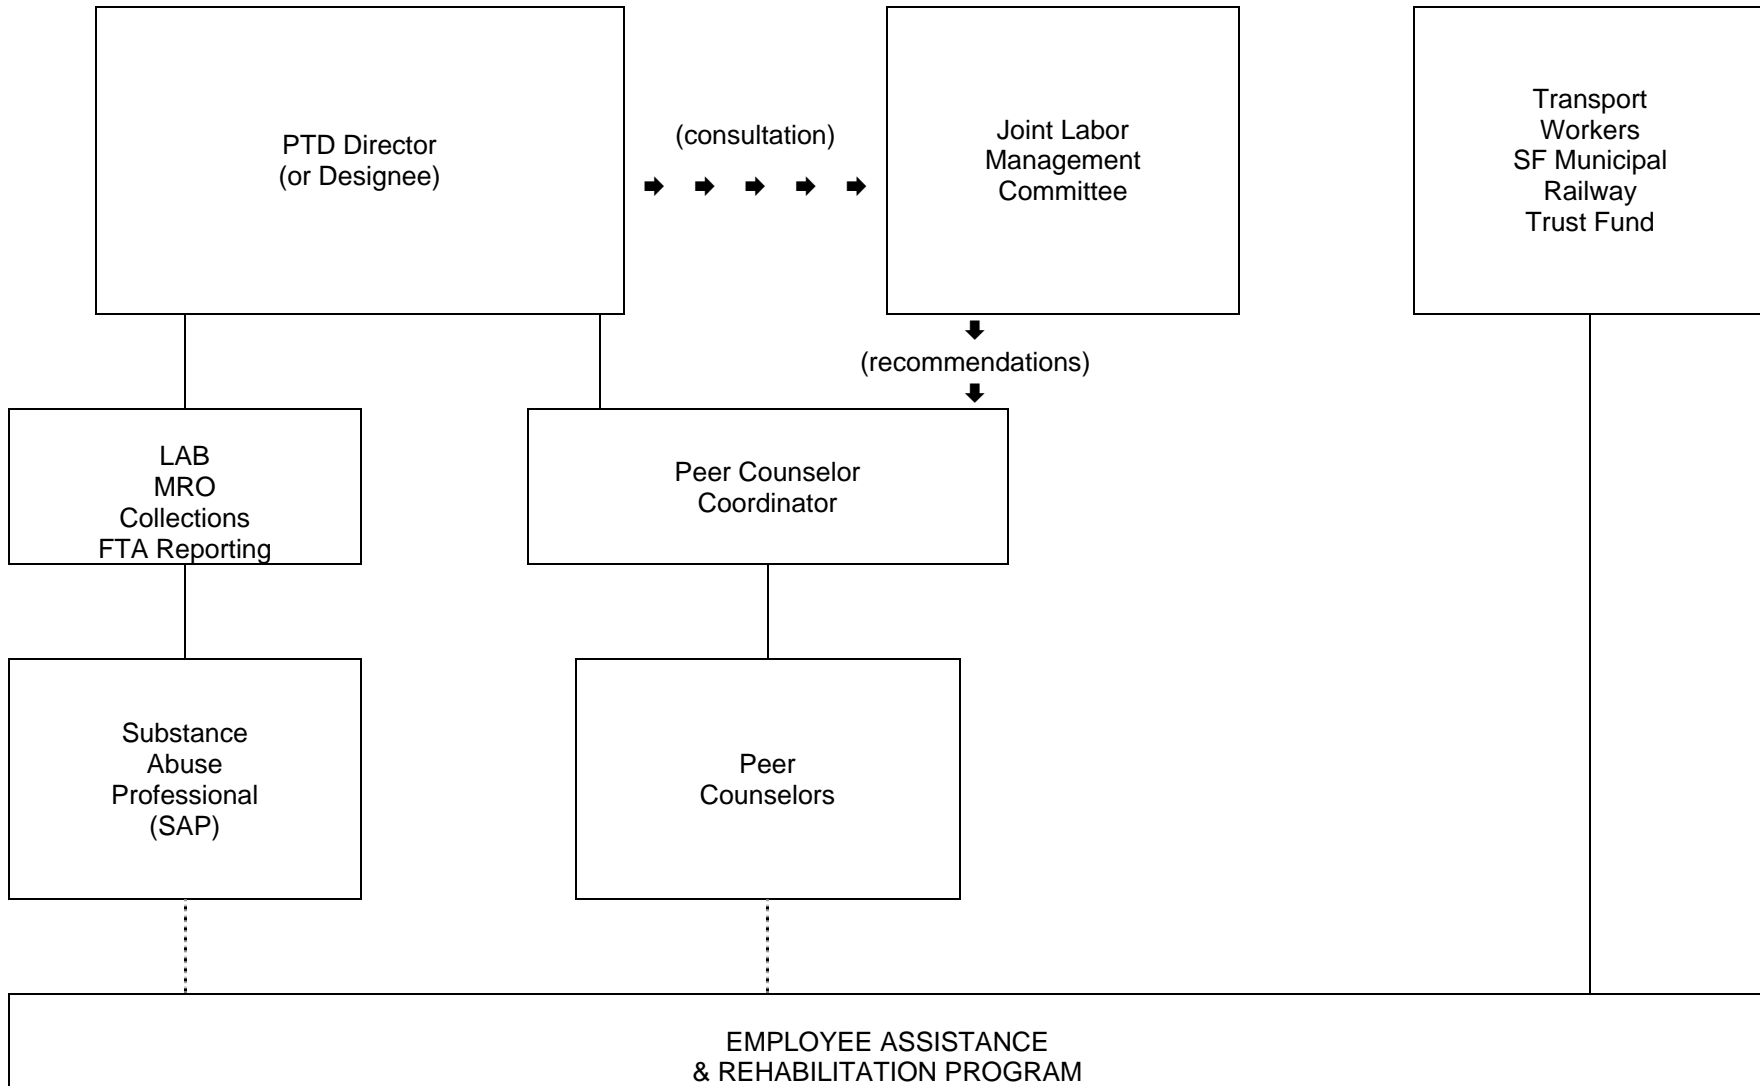 PTD Director
(or Designee)
(consultation)
Joint Labor
Management
Committee
Transport
Workers
SF Municipal
Railway
Trust Fund
(recommendations)
LAB
MRO
Collections
FTA Reporting
Peer Counselor
Coordinator
Substance
Abuse
Professional
(SAP)
Peer
Counselors
EMPLOYEE ASSISTANCE
& REHABILITATION PROGRAM